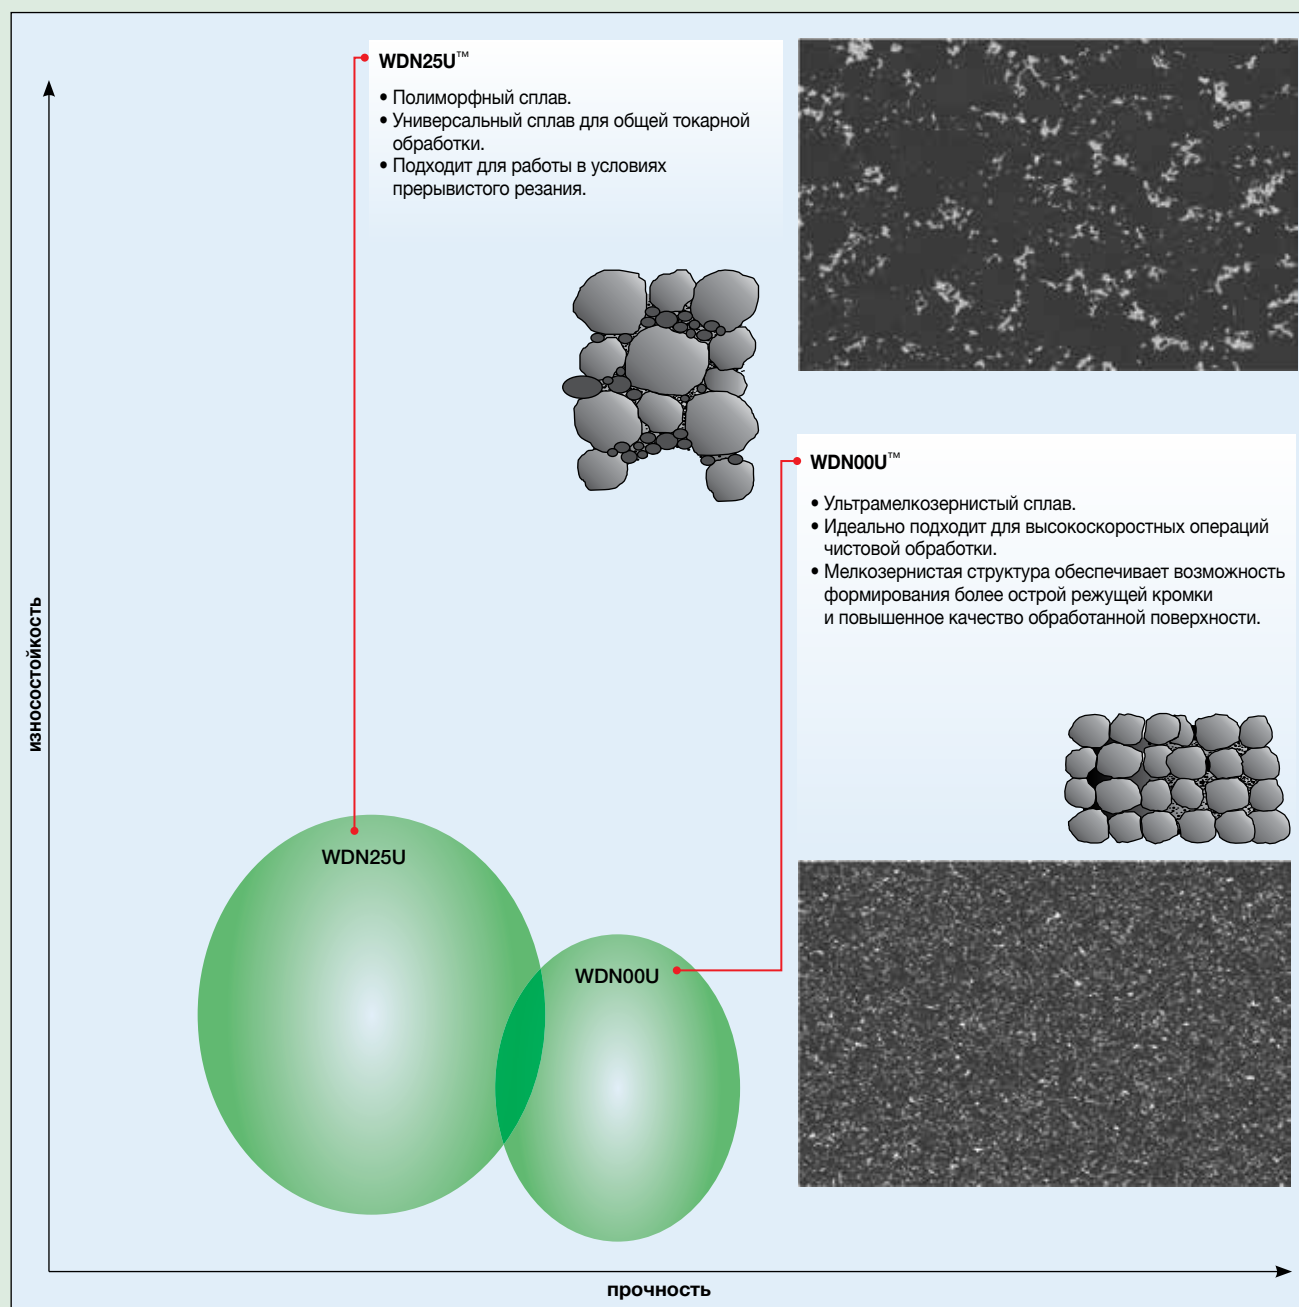 WDN25U™
• Полиморфный сплав.
• Универсальный сплав для общей токарной
обработки.
• Подходит для работы в условиях
прерывистого резания.
WDN00U™
• Ультрамелкозернистый сплав.
• Идеально подходит для высокоскоростных операций
чистовой обработки.
• Мелкозернистая структура обеспечивает возможность
формирования более острой режущей кромки
и повышенное качество обработанной поверхности.
износостойкость
WDN25U
WDN00U
прочность